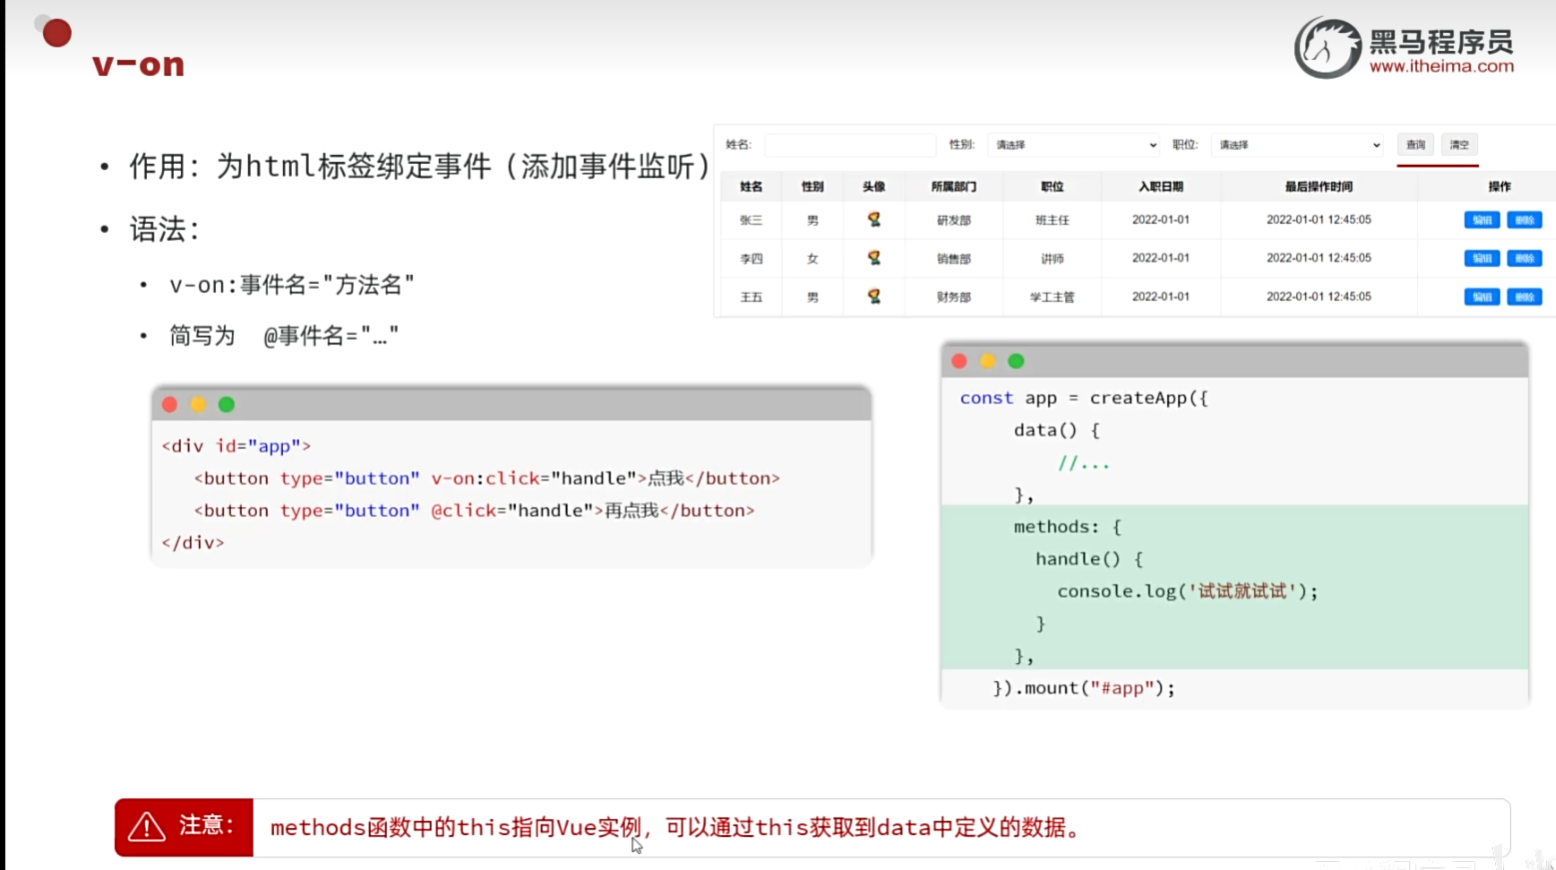 v-on
黑马程序员
www.itheima.com
• 作用：为html标签绑定事件（添加事件监听）
• 语法：
• v-on:事件名="方法名"
• 简写为 @事件名="…"
姓名: 性别: 请选择 职位: 请选择 查询 清空
姓名 性别 头像 所属部门 职位 入职日期 最后操作时间 操作
张三 男 研发部 班主任 2022-01-01 2022-01-01 12:45:05 编辑 删除
李四 女 销售部 讲师 2022-01-01 2022-01-01 12:45:05 编辑 删除
王五 男 财务部 学工主管 2022-01-01 2022-01-01 12:45:05 编辑 删除
<div id="app">
<button type="button" v-on:click="handle">点我</button>
<button type="button" @click="handle">再点我</button>
</div>
const app = createApp({
data() {
//...
},
methods: {
handle() {
console.log('试试就试试');
}
},
}).mount("#app");
注意：
methods函数中的this指向Vue实例，可以通过this获取到data中定义的数据。